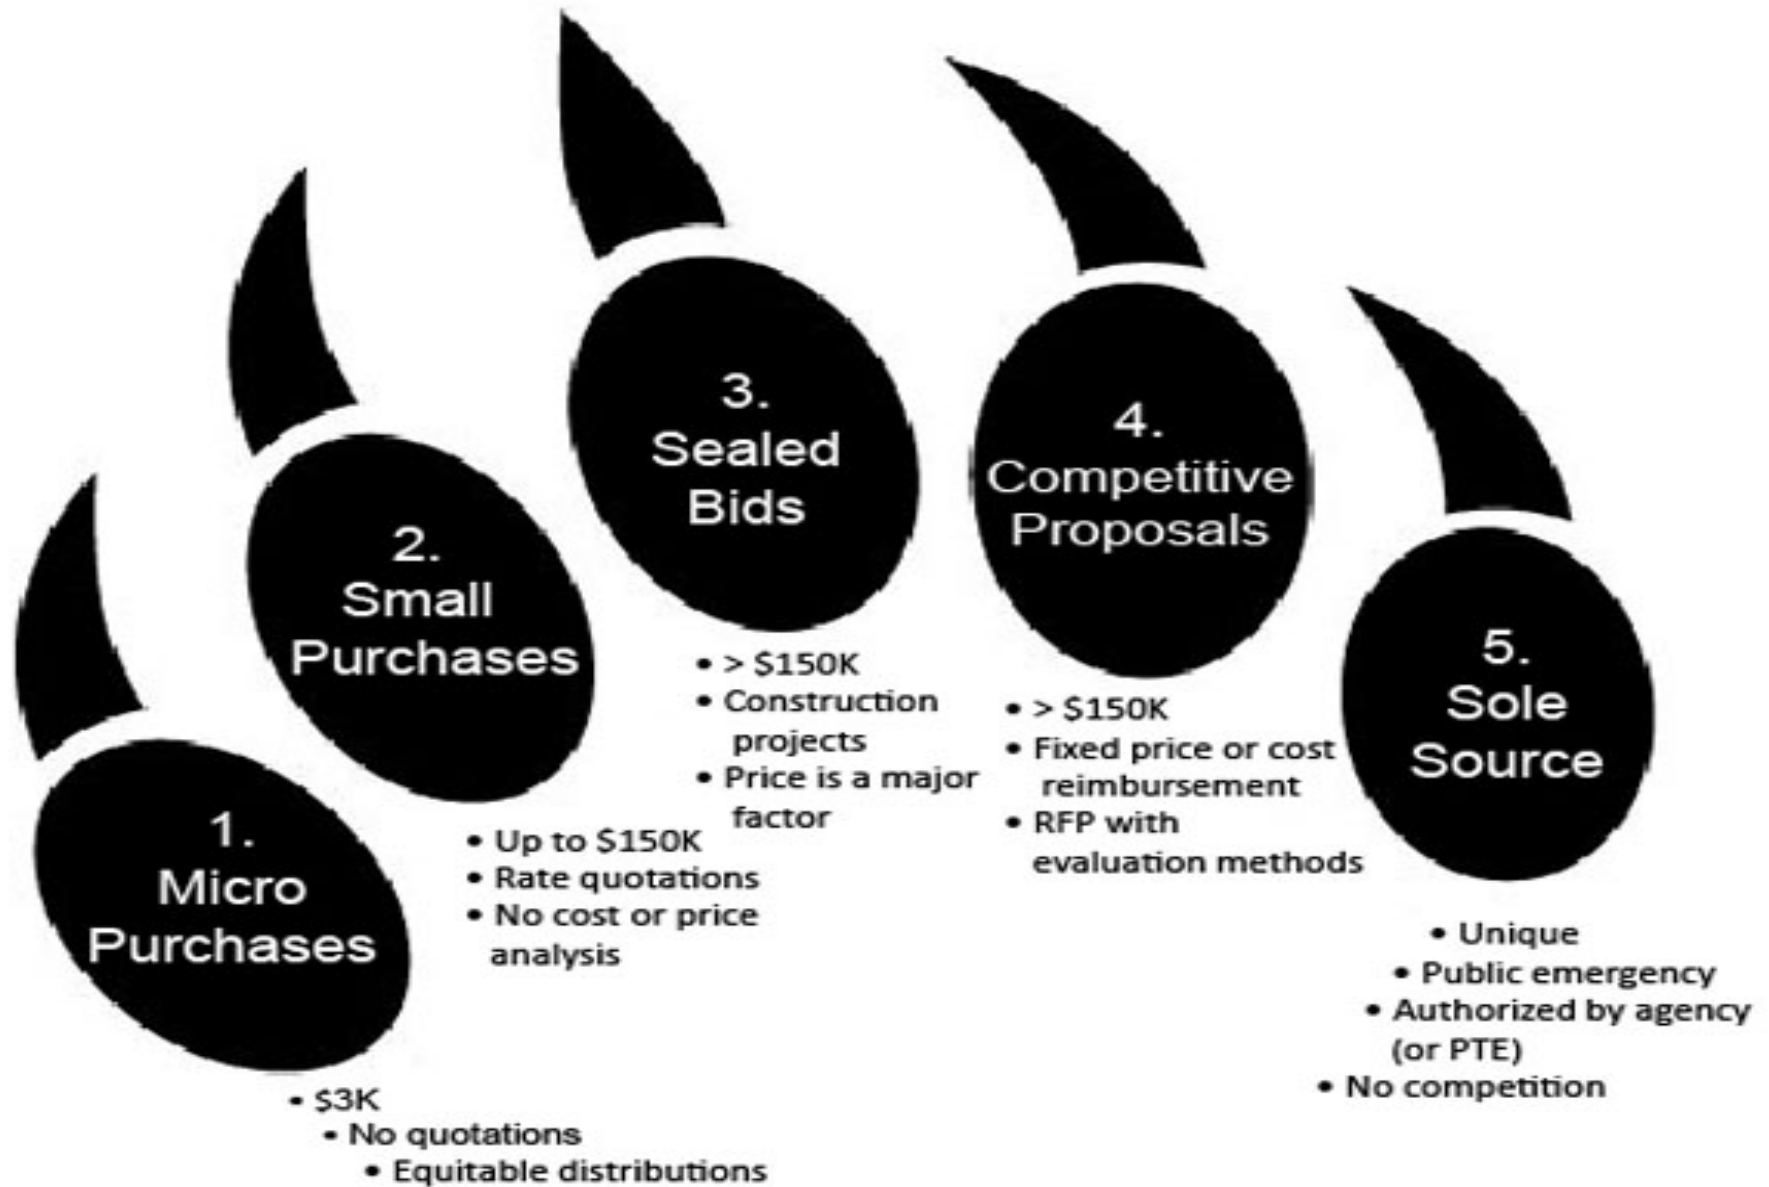 1.
Micro
Purchases
• $3K
• No quotations
• Equitable distributions
2.
Small
Purchases
• Up to $150K
• Rate quotations
• No cost or price
analysis
3.
Sealed
Bids
• > $150K
• Construction
projects
• Price is a major
factor
4.
Competitive
Proposals
• > $150K
• Fixed price or cost
reimbursement
• RFP with
evaluation methods
5.
Sole
Source
• Unique
• Public emergency
• Authorized by agency
(or PTE)
• No competition